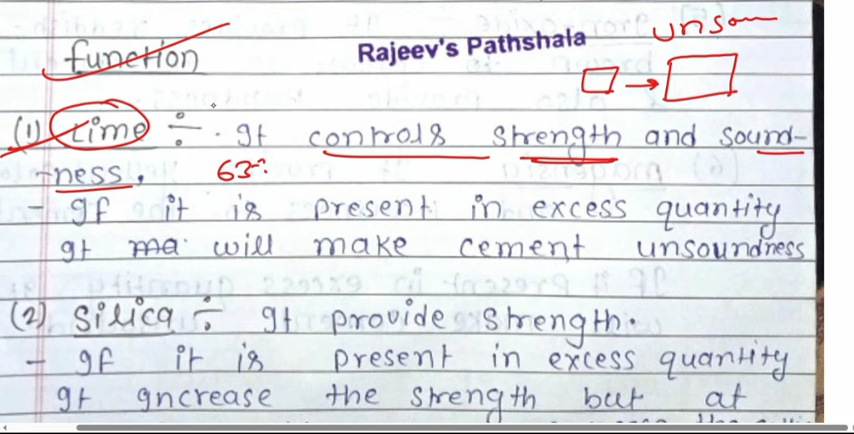 function
Rajeev's Pathshala
unsom
(1) Lime ÷ It controls strength and sound-
-ness. 63%
- If it is present in excess quantity
It ma will make cement unsoundness
(2) Silica ÷ It provide strength.
- If it is present in excess quantity
It Increase the strength but at